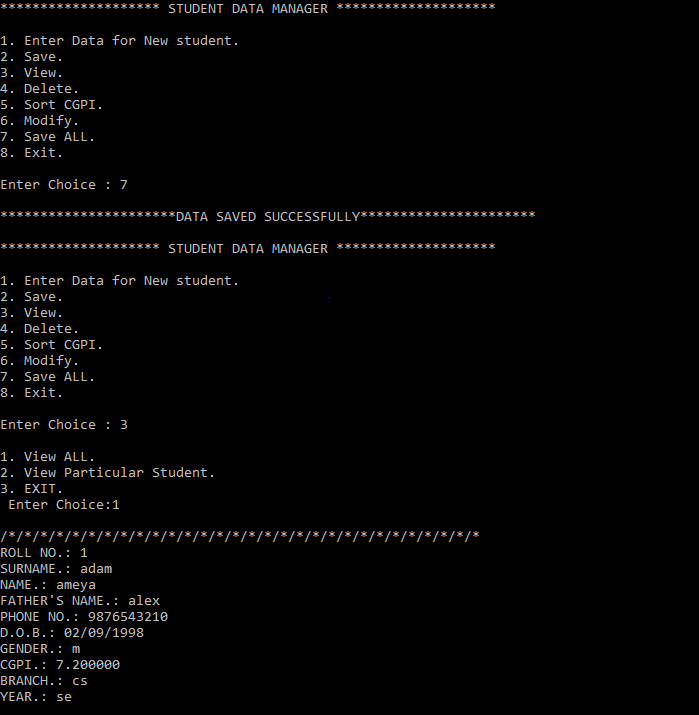 ******************** STUDENT DATA MANAGER ********************
1. Enter Data for New student.
2. Save.
3. View.
4. Delete.
5. Sort CGPI.
6. Modify.
7. Save ALL.
8. Exit.
Enter Choice : 7
**********************DATA SAVED SUCCESSFULLY**********************
******************** STUDENT DATA MANAGER ********************
1. Enter Data for New student.
2. Save.
3. View.
4. Delete.
5. Sort CGPI.
6. Modify.
7. Save ALL.
8. Exit.
Enter Choice : 3
1. View ALL.
2. View Particular Student.
3. EXIT.
 Enter Choice:1
/*/*/*/*/*/*/*/*/*/*/*/*/*/*/*/*/*/*/*/*/*/*/*/*/*/*/*/*/*/*
ROLL NO.: 1
SURNAME.: adam
NAME.: ameya
FATHER'S NAME.: alex
PHONE NO.: 9876543210
D.O.B.: 02/09/1998
GENDER.: m
CGPI.: 7.200000
BRANCH.: cs
YEAR.: se